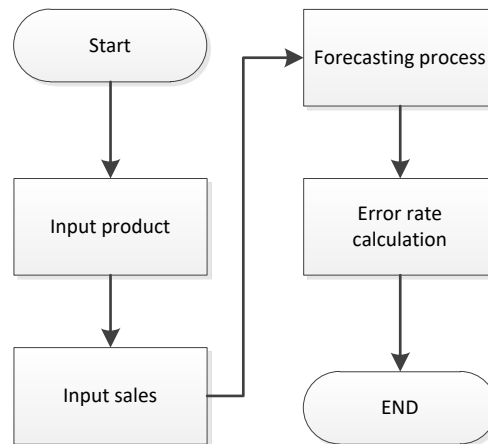 Start
Input product
Input sales
Forecasting process
Error rate
calculation
END